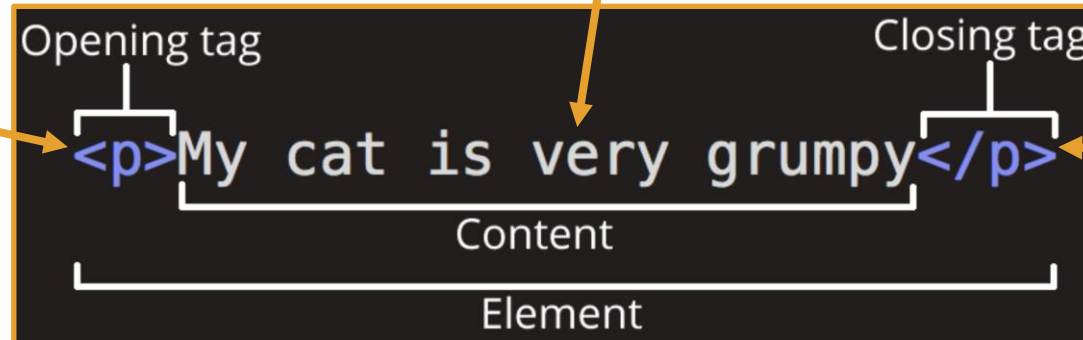 Opening tag
Closing tag
<p>My cat is very grumpy</p>
Content
Element